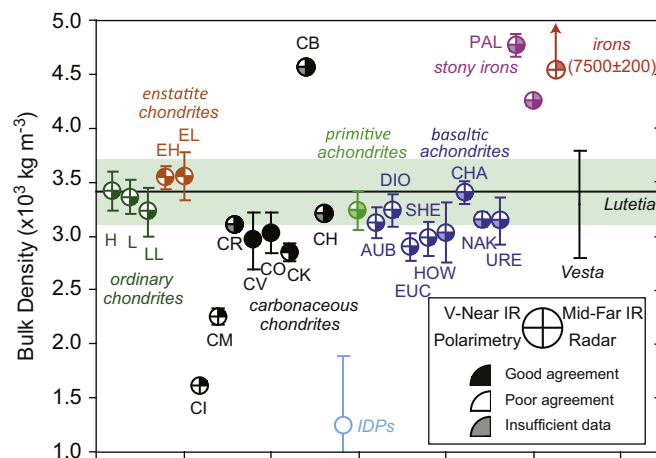 Bulk Density (x10³ kg m⁻³)
5.0
4.5
4.0
3.5
3.0
2.5
2.0
1.5
1.0
CB
PAL
stony irons
irons
(7500±200)
enstatite
chondrites
EH
EL
primitive
achondrites
basaltic
achondrites
DIO
CHA
SHE
Lutetia
H
L
LL
CR
CV
CO
CK
CH
AUB
EUC
HOW
NAK
URE
Vesta
ordinary
chondrites
carbonaceous
chondrites
CM
CI
IDPs
V-Near IR
Mid-Far IR
Polarimetry
Radar
Good agreement
Poor agreement
Insufficient data